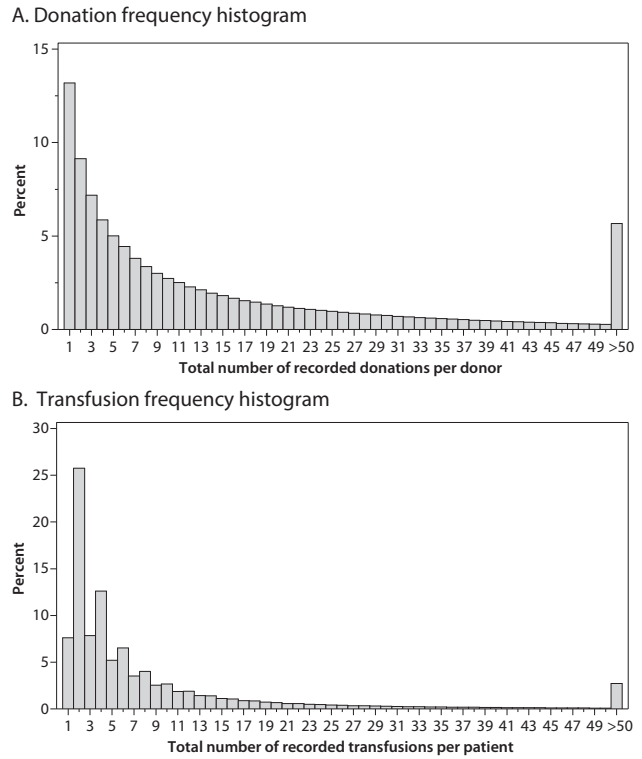 A. Donation frequency histogram
15
10
5
0
Percent
1 3 5 7 9 11 13 15 17 19 21 23 25 27 29 31 33 35 37 39 41 43 45 47 49 >50
Total number of recorded donations per donor
B. Transfusion frequency histogram
30
25
20
15
10
5
0
Percent
1 3 5 7 9 11 13 15 17 19 21 23 25 27 29 31 33 35 37 39 41 43 45 47 49 >50
Total number of recorded transfusions per patient